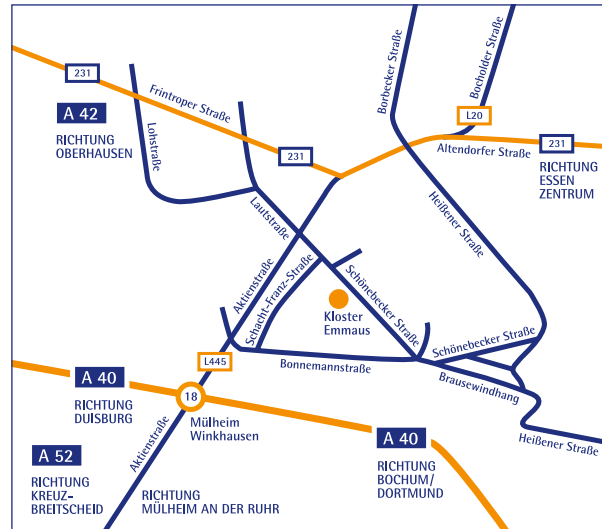 Borbecker Straße
Bocholder Straße
231
Frintroper Straße
A 42
RICHTUNG
OBERHAUSEN
Lohstraße
L20
Altendorfer Straße
231
231
RICHTUNG
ESSEN
ZENTRUM
Lautstraße
Heißener Straße
Aktienstraße
Schacht-Franz-Straße
Schönebecker Straße
Kloster
Emmaus
Schönebecker Straße
L445
Bonnemannstraße
Brausewindhang
A 40
RICHTUNG
DUISBURG
18
Mülheim
Winkhausen
Heißener Straße
A 40
RICHTUNG
BOCHUM/
DORTMUND
A 52
RICHTUNG
KREUZ-
BREITSCHEID
Aktienstraße
RICHTUNG
MÜLHEIM AN DER RUHR